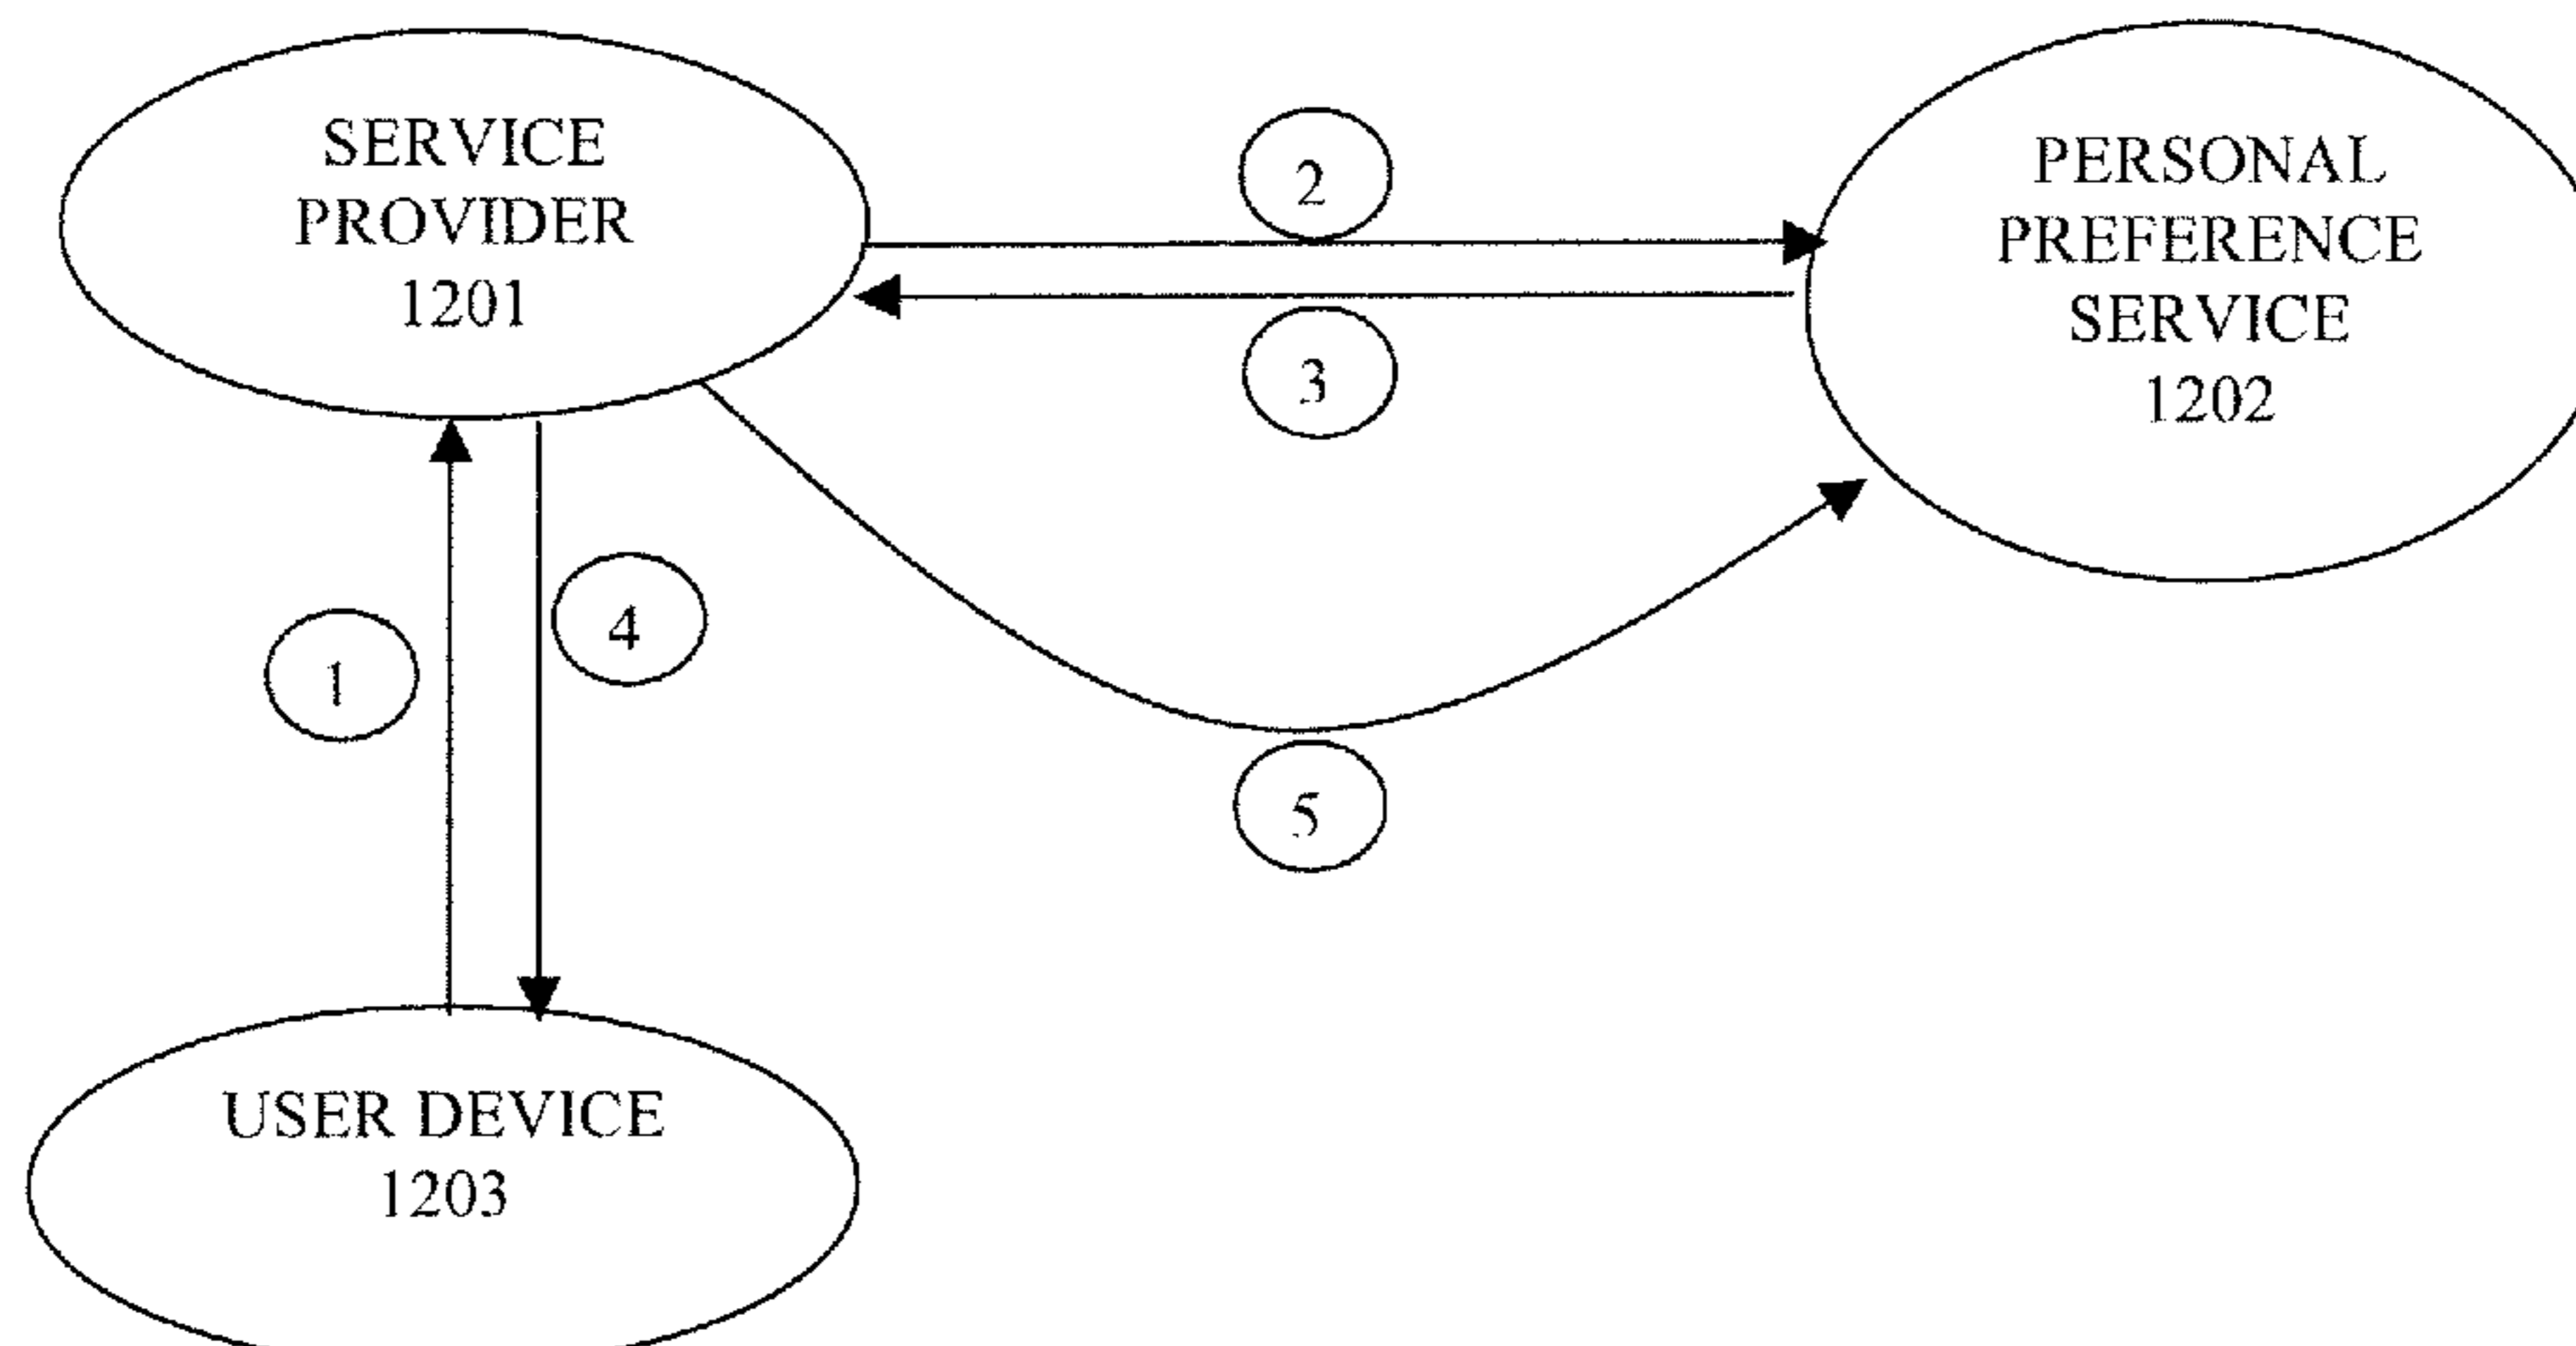 SERVICE
PROVIDER
1201
2
PERSONAL
PREFERENCE
SERVICE
1202
3
1
4
5
USER DEVICE
1203